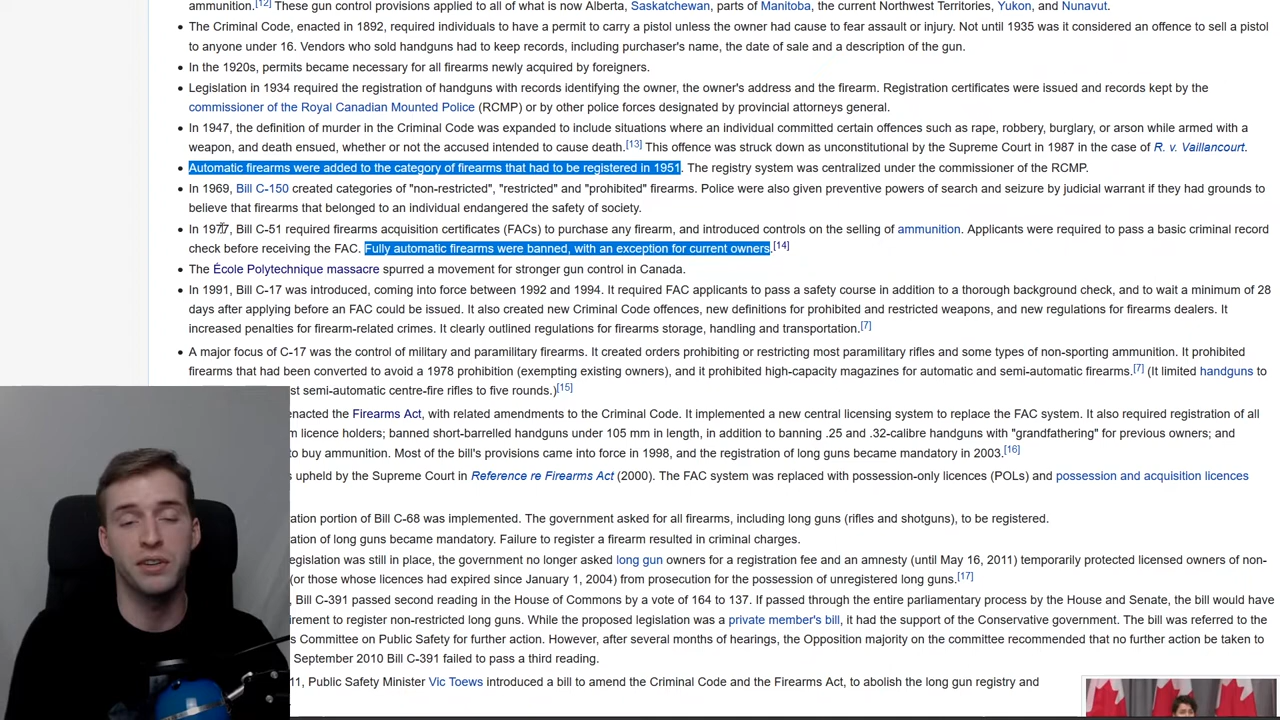 ammunition.[12] These gun control provisions applied to all of what is now Alberta, Saskatchewan, parts of Manitoba, the current Northwest Territories, Yukon, and Nunavut.
The Criminal Code, enacted in 1892, required individuals to have a permit to carry a pistol unless the owner had cause to fear assault or injury. Not until 1935 was it considered an offence to sell a pistol
to anyone under 16. Vendors who sold handguns had to keep records, including purchaser's name, the date of sale and a description of the gun.
In the 1920s, permits became necessary for all firearms newly acquired by foreigners.
Legislation in 1934 required the registration of handguns with records identifying the owner, the owner's address and the firearm. Registration certificates were issued and records kept by the
commissioner of the Royal Canadian Mounted Police (RCMP) or by other police forces designated by provincial attorneys general.
In 1947, the definition of murder in the Criminal Code was expanded to include situations where an individual committed certain offences such as rape, robbery, burglary, or arson while armed with a
weapon, and death ensued, whether or not the accused intended to cause death.[13] This offence was struck down as unconstitutional by the Supreme Court in 1987 in the case of R. v. Vaillancourt.
Automatic firearms were added to the category of firearms that had to be registered in 1951. The registry system was centralized under the commissioner of the RCMP.
In 1969, Bill C-150 created categories of "non-restricted", "restricted" and "prohibited" firearms. Police were also given preventive powers of search and seizure by judicial warrant if they had grounds to
believe that firearms that belonged to an individual endangered the safety of society.
In 1977, Bill C-51 required firearms acquisition certificates (FACs) to purchase any firearm, and introduced controls on the selling of ammunition. Applicants were required to pass a basic criminal record
check before receiving the FAC. Fully automatic firearms were banned, with an exception for current owners.[14]
The École Polytechnique massacre spurred a movement for stronger gun control in Canada.
In 1991, Bill C-17 was introduced, coming into force between 1992 and 1994. It required FAC applicants to pass a safety course in addition to a thorough background check, and to wait a minimum of 28
days after applying before an FAC could be issued. It also created new Criminal Code offences, new definitions for prohibited and restricted weapons, and new regulations for firearms dealers. It
increased penalties for firearm-related crimes. It clearly outlined regulations for firearms storage, handling and transportation.[7]
A major focus of C-17 was the control of military and paramilitary firearms. It created orders prohibiting or restricting most paramilitary rifles and some types of non-sporting ammunition. It prohibited
firearms that had been converted to avoid a 1978 prohibition (exempting existing owners), and it prohibited high-capacity magazines for automatic and semi-automatic firearms.[7] (It limited handguns to
st semi-automatic centre-fire rifles to five rounds.)[15]
enacted the Firearms Act, with related amendments to the Criminal Code. It implemented a new central licensing system to replace the FAC system. It also required registration of all
m licence holders; banned short-barrelled handguns under 105 mm in length, in addition to banning .25 and .32-calibre handguns with "grandfathering" for previous owners; and
to buy ammunition. Most of the bill's provisions came into force in 1998, and the registration of long guns became mandatory in 2003.[16]
s upheld by the Supreme Court in Reference re Firearms Act (2000). The FAC system was replaced with possession-only licences (POLs) and possession and acquisition licences
ation portion of Bill C-68 was implemented. The government asked for all firearms, including long guns (rifles and shotguns), to be registered.
ation of long guns became mandatory. Failure to register a firearm resulted in criminal charges.
egislation was still in place, the government no longer asked long gun owners for a registration fee and an amnesty (until May 16, 2011) temporarily protected licensed owners of non-
(or those whose licences had expired since January 1, 2004) from prosecution for the possession of unregistered long guns.[17]
, Bill C-391 passed second reading in the House of Commons by a vote of 164 to 137. If passed through the entire parliamentary process by the House and Senate, the bill would have
irement to register non-restricted long guns. While the proposed legislation was a private member's bill, it had the support of the Conservative government. The bill was referred to the
s Committee on Public Safety for further action. However, after several months of hearings, the Opposition majority on the committee recommended that no further action be taken to
September 2010 Bill C-391 failed to pass a third reading.
11, Public Safety Minister Vic Toews introduced a bill to amend the Criminal Code and the Firearms Act, to abolish the long gun registry and